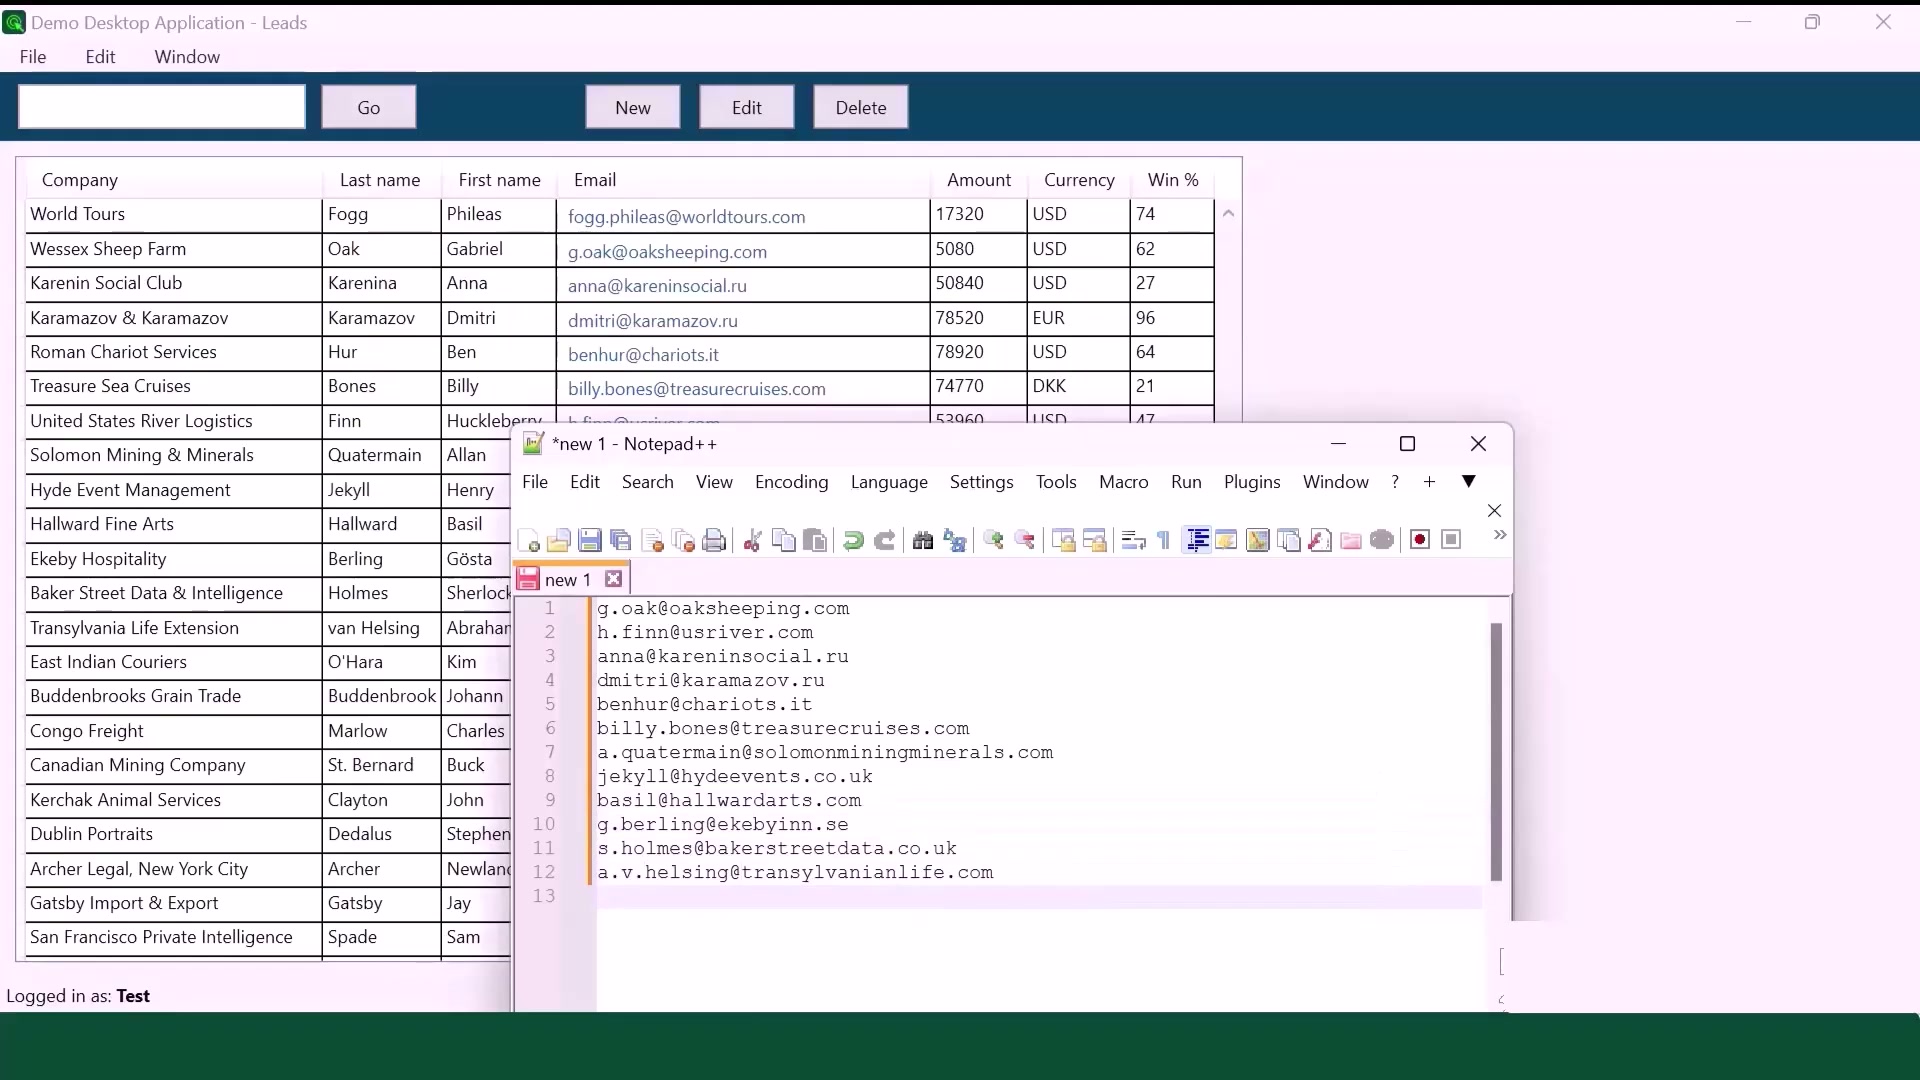 Demo Desktop Application - Leads
File Edit Window
Go New Edit Delete
Company Last name First name Email Amount Currency Win %
World Tours Fogg Phileas fogg.phileas@worldtours.com 17320 USD 74
Wessex Sheep Farm Oak Gabriel g.oak@oaksheeping.com 5080 USD 62
Karenin Social Club Karenina Anna anna@kareninsocial.ru 50840 USD 27
Karamazov & Karamazov Karamazov Dmitri dmitri@karamazov.ru 78520 EUR 96
Roman Chariot Services Hur Ben benhur@chariots.it 78920 USD 64
Treasure Sea Cruises Bones Billy billy.bones@treasurecruises.com 74770 DKK 21
United States River Logistics Finn Huckleberry h.finn@usriver.com 53960 USD 47
Solomon Mining & Minerals Quatermain Allan
Hyde Event Management Jekyll Henry
Hallward Fine Arts Hallward Basil
Ekeby Hospitality Berling Gösta
Baker Street Data & Intelligence Holmes Sherlock
Transylvania Life Extension van Helsing Abrahar
East Indian Couriers O'Hara Kim
Buddenbrooks Grain Trade Buddenbrook Johann
Congo Freight Marlow Charles
Canadian Mining Company St. Bernard Buck
Kerchak Animal Services Clayton John
Dublin Portraits Dedalus Stephen
Archer Legal, New York City Archer Newland
Gatsby Import & Export Gatsby Jay
San Francisco Private Intelligence Spade Sam
Logged in as: Test
*new 1 - Notepad++
File Edit Search View Encoding Language Settings Tools Macro Run Plugins Window ? +
new 1
1 g.oak@oaksheeping.com
2 h.finn@usriver.com
3 anna@kareninsocial.ru
4 dmitri@karamazov.ru
5 benhur@chariots.it
6 billy.bones@treasurecruises.com
7 a.quatermain@solomonminingminerals.com
8 jekyll@hydeevents.co.uk
9 basil@hallwardarts.com
10 g.berling@ekebyinn.se
11 s.holmes@bakerstreetdata.co.uk
12 a.v.helsing@transylvanianlife.com
13